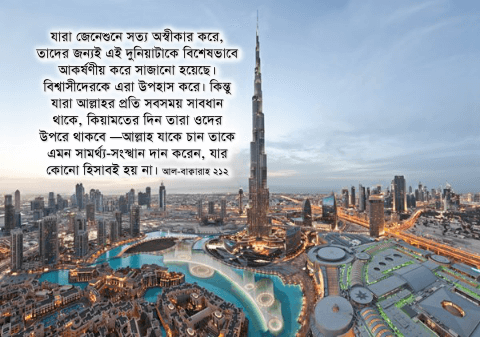 যারা জেনেশুনে সত্য অস্বীকার করে,
তাদের জন্যই এই দুনিয়াটাকে বিশেষভাবে
আকর্ষণীয় করে সাজানো হয়েছে।
বিশ্বাসীদেরকে এরা উপহাস করে। কিন্তু
যারা আল্লাহর প্রতি সবসময় সাবধান
থাকে, কিয়ামতের দিন তারা ওদের
উপরে থাকবে —আল্লাহ যাকে চান তাকে
এমন সামর্থ্য-সংস্থান দান করেন, যার
কোনো হিসাবই হয় না। আল-বাক্বারাহ ২১২